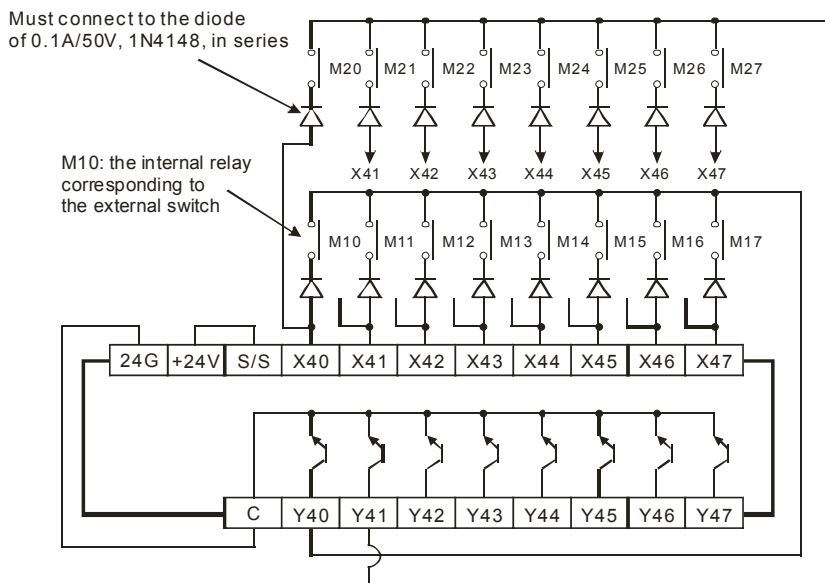 Must connect to the diode
of 0.1A/50V, 1N4148, in series
M20 M21 M22 M23 M24 M25 M26 M27
X41 X42 X43 X44 X45 X46 X47
M10: the internal relay
corresponding to
the external switch
M10 M11 M12 M13 M14 M15 M16 M17
24G +24V S/S X40 X41 X42 X43 X44 X45 X46 X47
C Y40 Y41 Y42 Y43 Y44 Y45 Y46 Y47